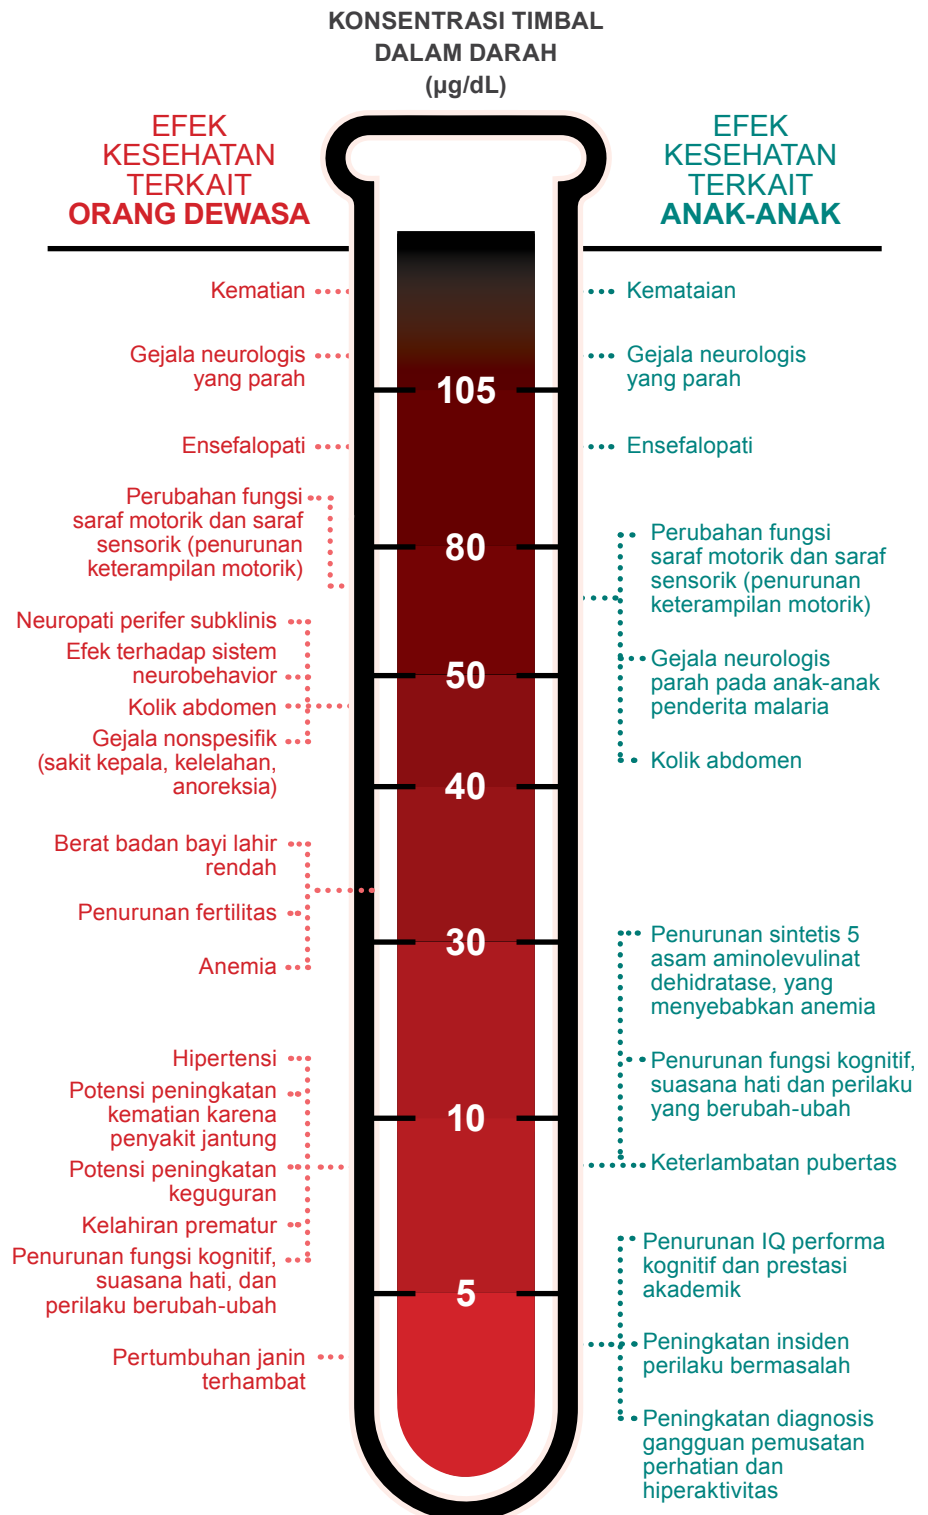 KONSENTRASI TIMBAL
DALAM DARAH
(µg/dL)
EFEK
KESEHATAN
TERKAIT
ORANG DEWASA
Kematian
Gejala neurologis
yang parah
Ensefalopati
Perubahan fungsi
saraf motorik dan saraf
sensorik (penurunan
keterampilan motorik)
Neuropati perifer subklinis
Efek terhadap sistem
neurobehavior
Kolik abdomen
Gejala nonspesifik
(sakit kepala, kelelahan,
anoreksia)
Berat badan bayi lahir
rendah
Penurunan fertilitas
Anemia
Hipertensi
Potensi peningkatan
kematian karena
penyakit jantung
Potensi peningkatan
keguguran
Kelahiran prematur
Penurunan fungsi kognitif,
suasana hati, dan
perilaku berubah-ubah
Pertumbuhan janin
terhambat
105
80
50
40
30
10
5
EFEK
KESEHATAN
TERKAIT
ANAK-ANAK
Kemataian
Gejala neurologis
yang parah
Ensefalopati
Perubahan fungsi
saraf motorik dan saraf
sensorik (penurunan
keterampilan motorik)
Gejala neurologis
parah pada anak-anak
penderita malaria
Kolik abdomen
Penurunan sintetis 5
asam aminolevulinat
dehidratase, yang
menyebabkan anemia
Penurunan fungsi kognitif,
suasana hati dan perilaku
yang berubah-ubah
Keterlambatan pubertas
Penurunan IQ performa
kognitif dan prestasi
akademik
Peningkatan insiden
perilaku bermasalah
Peningkatan diagnosis
gangguan pemusatan
perhatian dan
hiperaktivitas